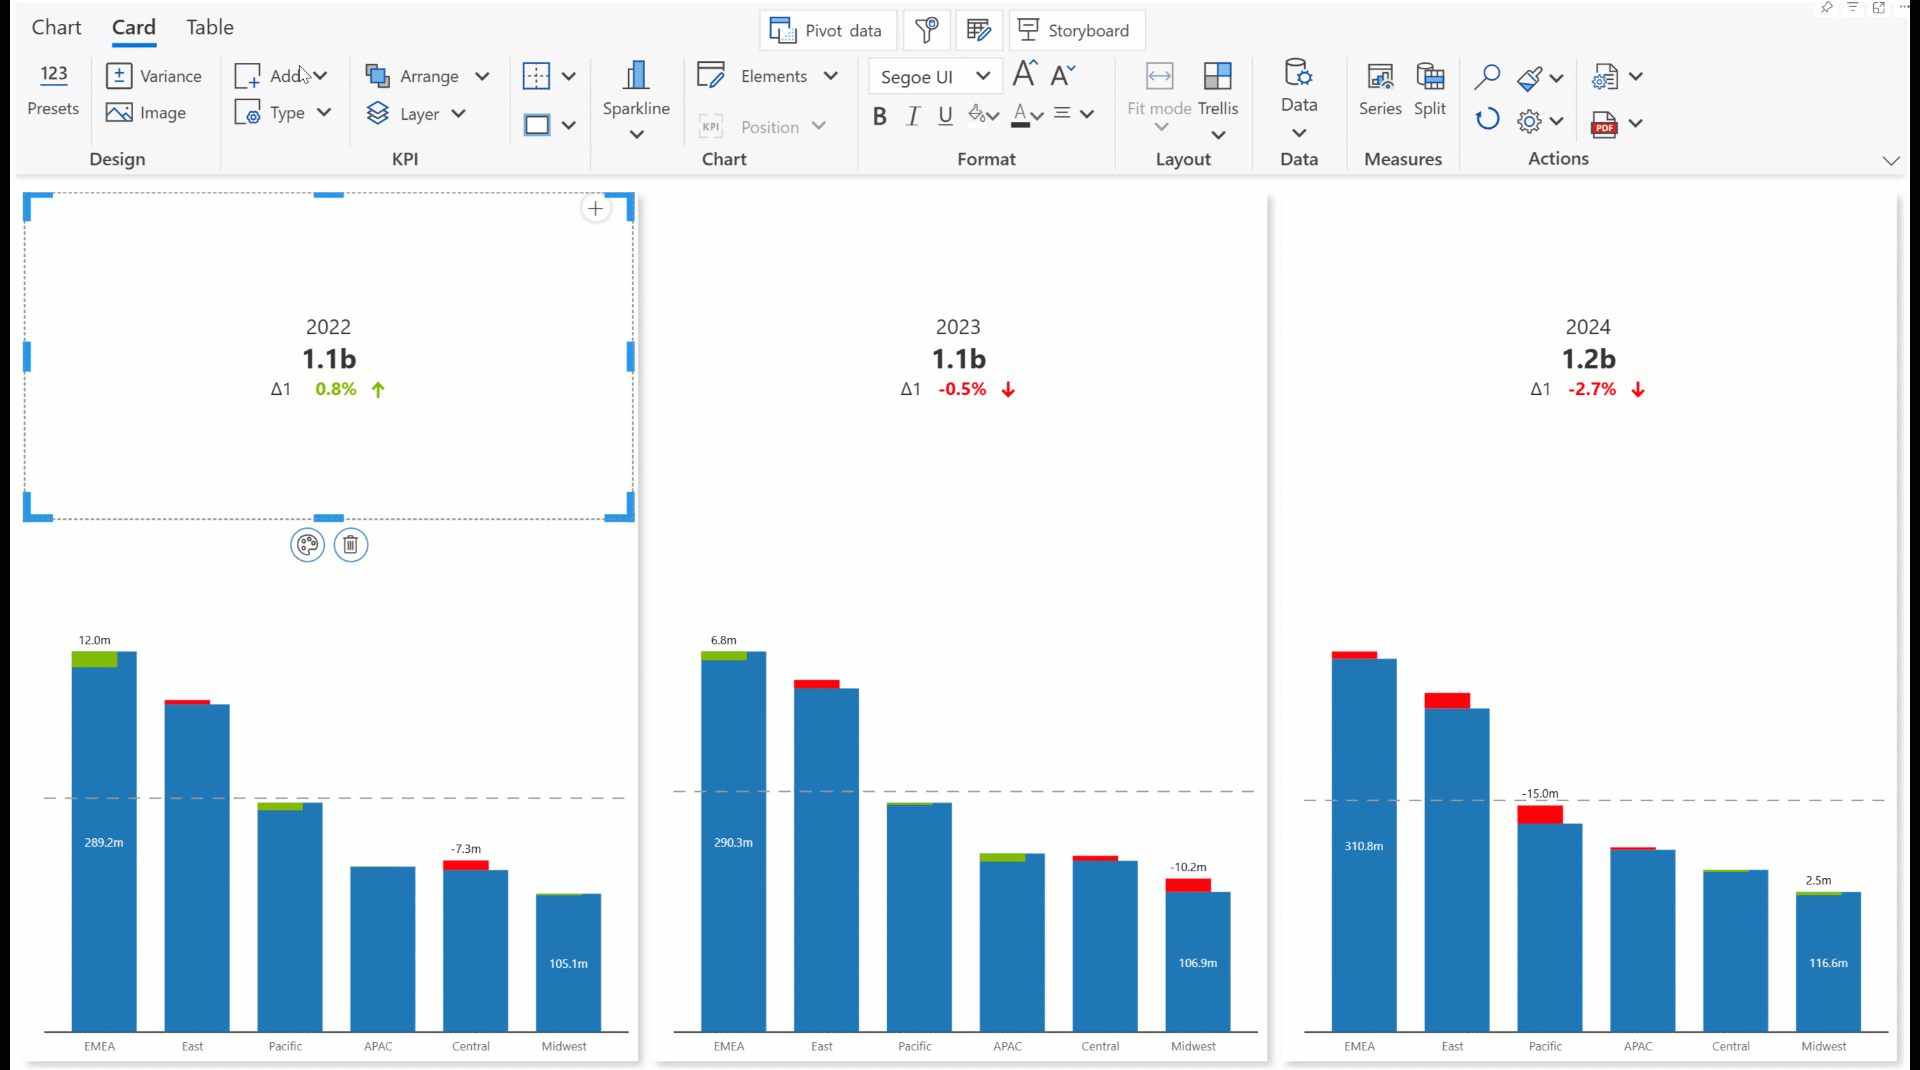 Chart Card Table
Pivot data Storyboard
123 Variance Add Arrange Sparkline Elements Segoe UI A A Fit mode Trellis Data Series Split
Presets Image Type Layer KPI Position B I U A PDF
Design KPI Chart Format Layout Data Measures Actions
2022
1.1b
Δ1 0.8%
12.0m
-7.3m
289.2m
105.1m
EMEA East Pacific APAC Central Midwest
2023
1.1b
Δ1 -0.5%
6.8m
290.3m
-10.2m
106.9m
EMEA East Pacific APAC Central Midwest
2024
1.2b
Δ1 -2.7%
-15.0m
310.8m
2.5m
116.6m
EMEA East Pacific APAC Central Midwest